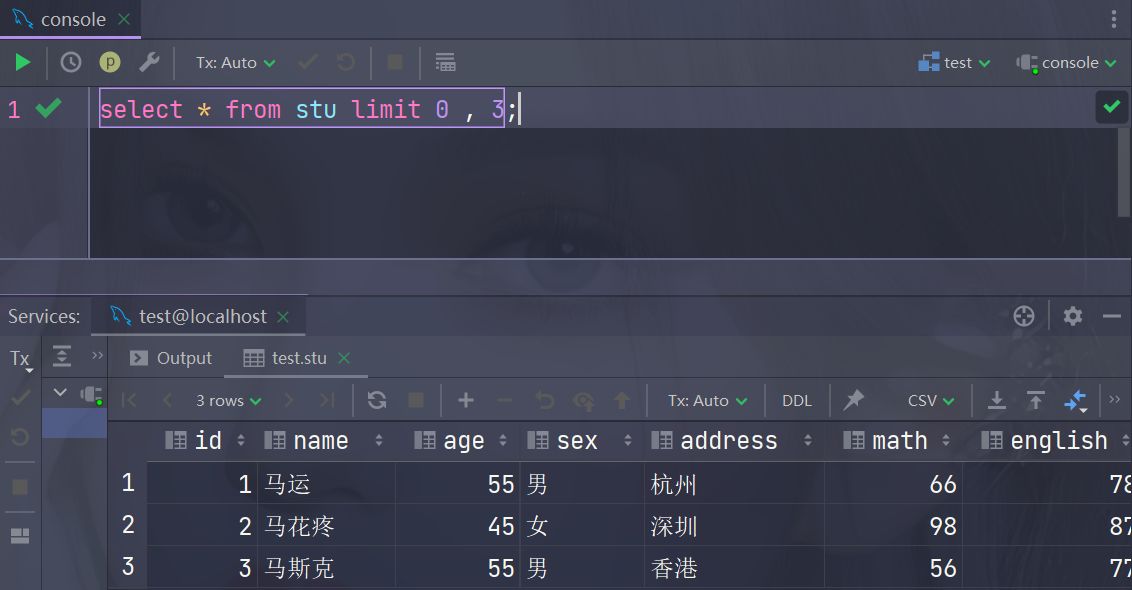 console
Tx: Auto
test
console
1 select * from stu limit 0 , 3;
Services:
test@localhost
Tx
Output
test.stu
3 rows
Tx: Auto
DDL
CSV
id name age sex address math english
1 1 马运 55 男 杭州 66 78
2 2 马花疼 45 女 深圳 98 87
3 3 马斯克 55 男 香港 56 77